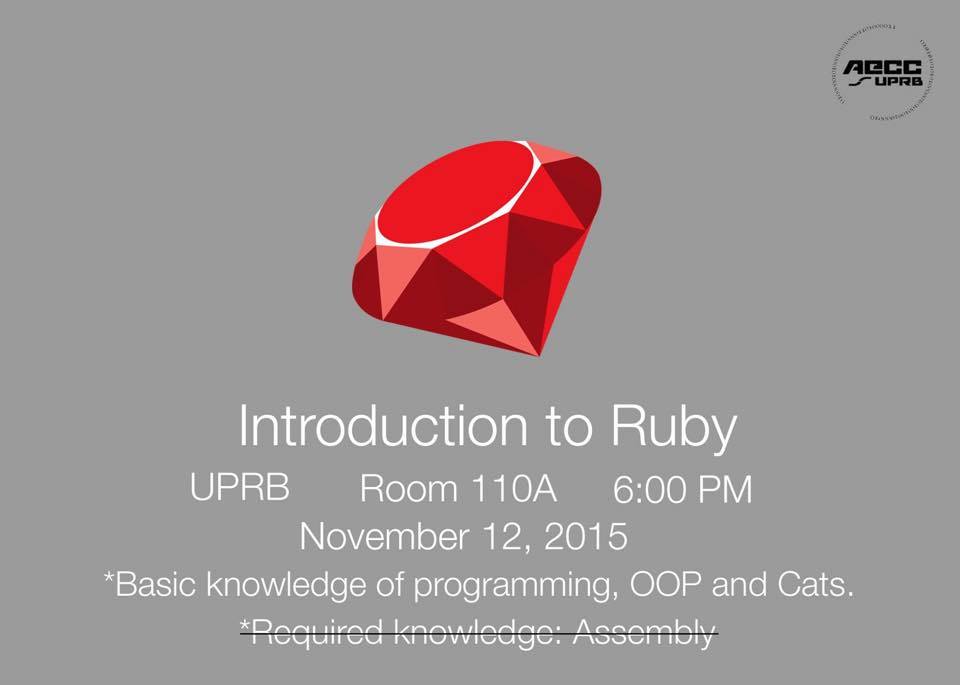 AECC
UPRB
Introduction to Ruby
UPRB Room 110A 6:00 PM
November 12, 2015
*Basic knowledge of programming, OOP and Cats.
*Required knowledge: Assembly